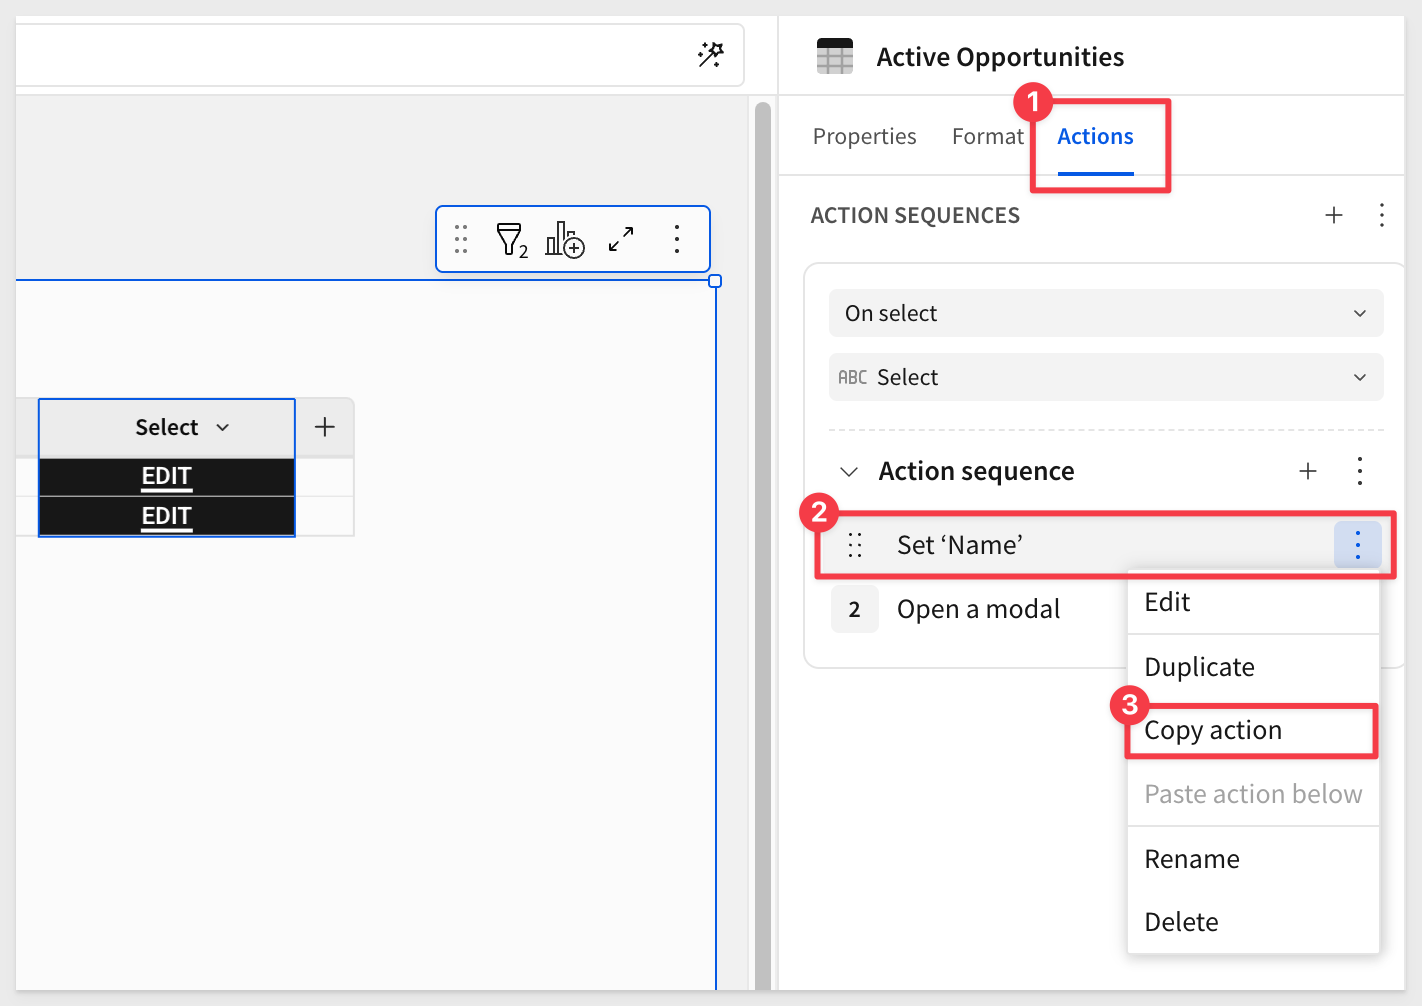 Active Opportunities
1
Properties Format Actions
ACTION SEQUENCES
2
On select
ABC Select
Select
EDIT
EDIT
Action sequence
2
Set ‘Name’
2 Open a modal
Edit
Duplicate
3
Copy action
Paste action below
Rename
Delete